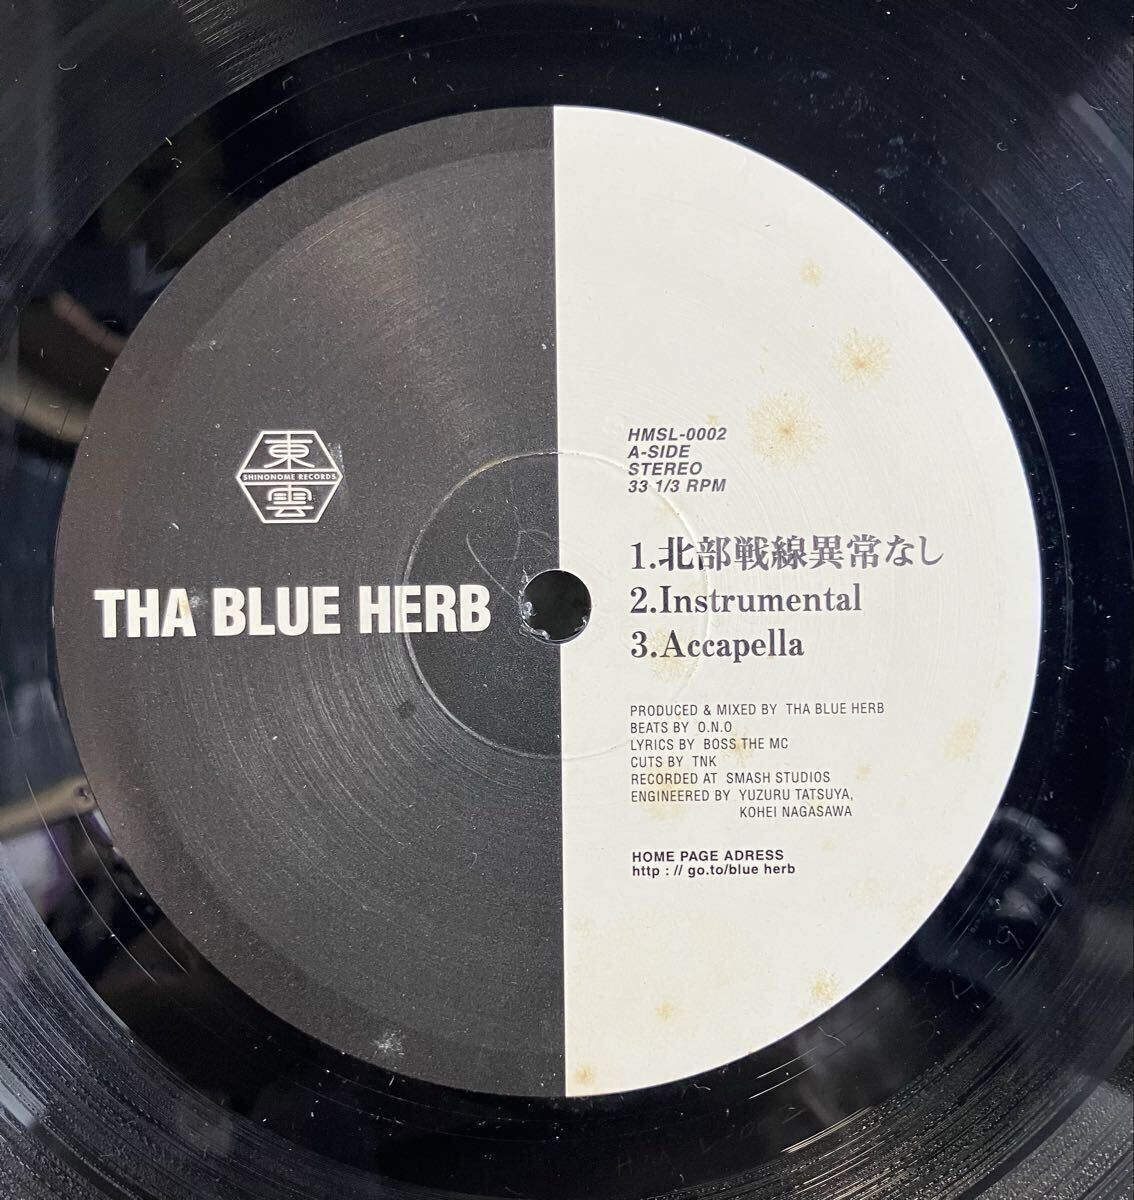 東
SHINONOME RECORDS
雲
THA BLUE HERB
HMSL-0002
A-SIDE
STEREO
33 1/3 RPM
1.北部戦線異常なし
2.Instrumental
3.Accapella
PRODUCED & MIXED BY THA BLUE HERB
BEATS BY O.N.O
LYRICS BY BOSS THE MC
CUTS BY TNK
RECORDED AT SMASH STUDIOS
ENGINEERED BY YUZURU TATSUYA,
KOHEI NAGASAWA
HOME PAGE ADRESS
http : // go.to/blue herb